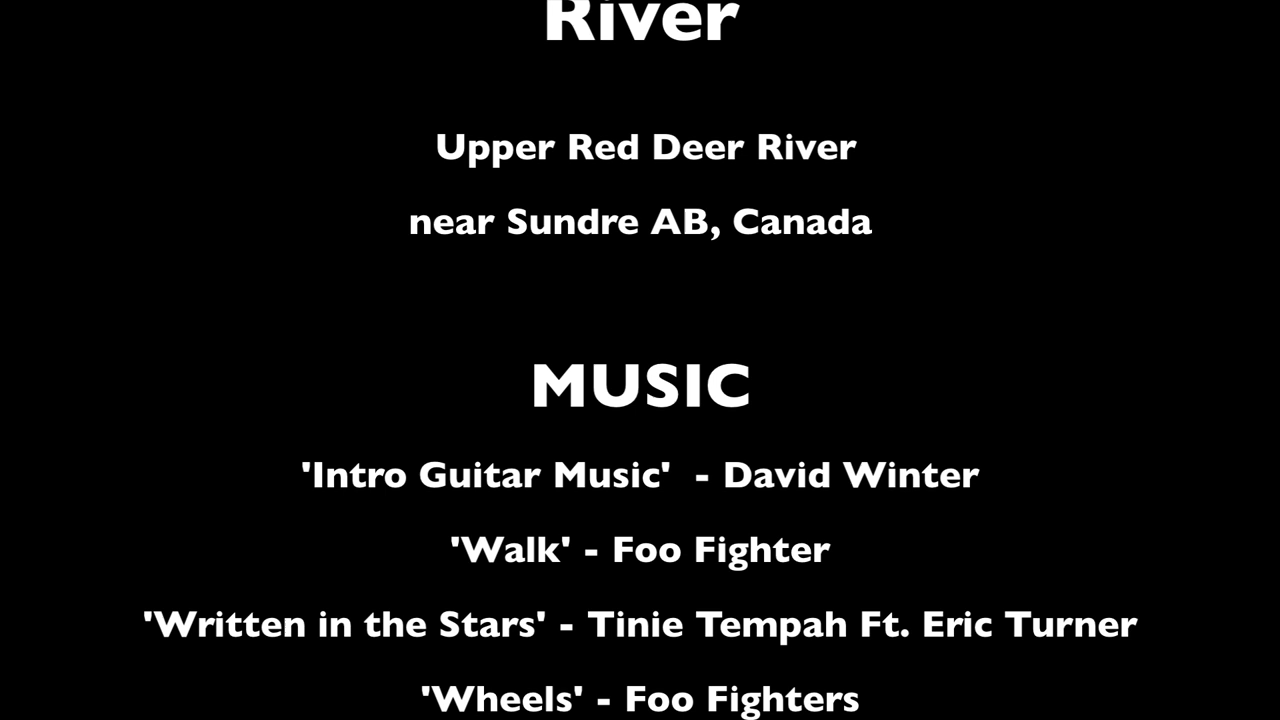 River
Upper Red Deer River
near Sundre AB, Canada
MUSIC
'Intro Guitar Music'  - David Winter
'Walk' - Foo Fighter
'Written in the Stars' - Tinie Tempah Ft. Eric Turner
'Wheels' - Foo Fighters